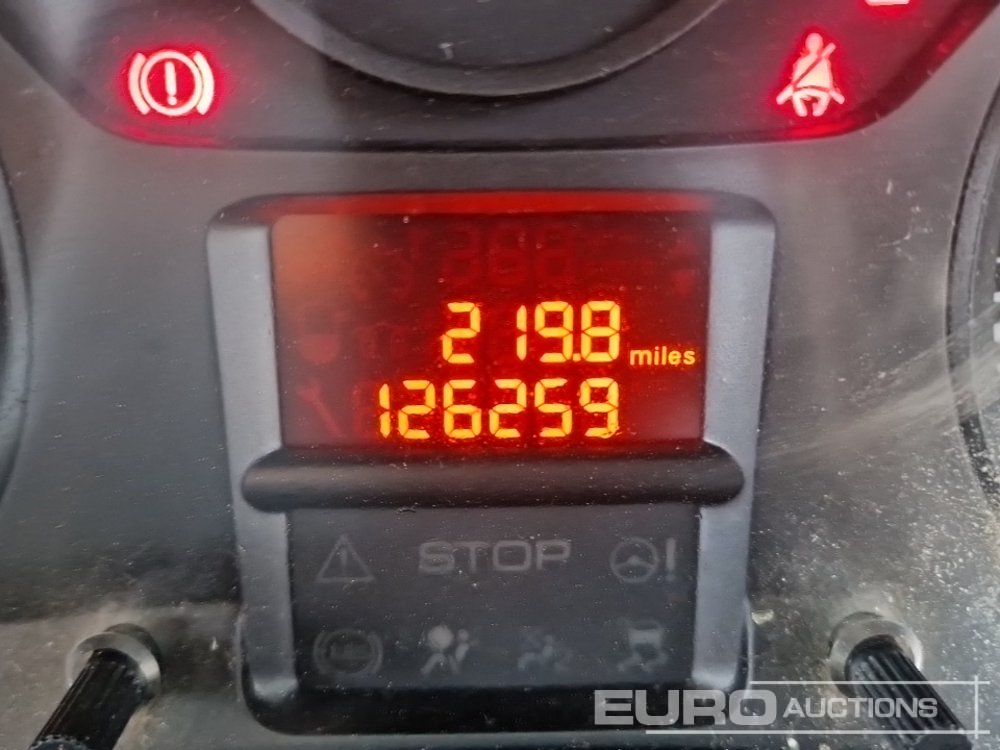 219.8 miles
126259
STOP
EURO AUCTIONS